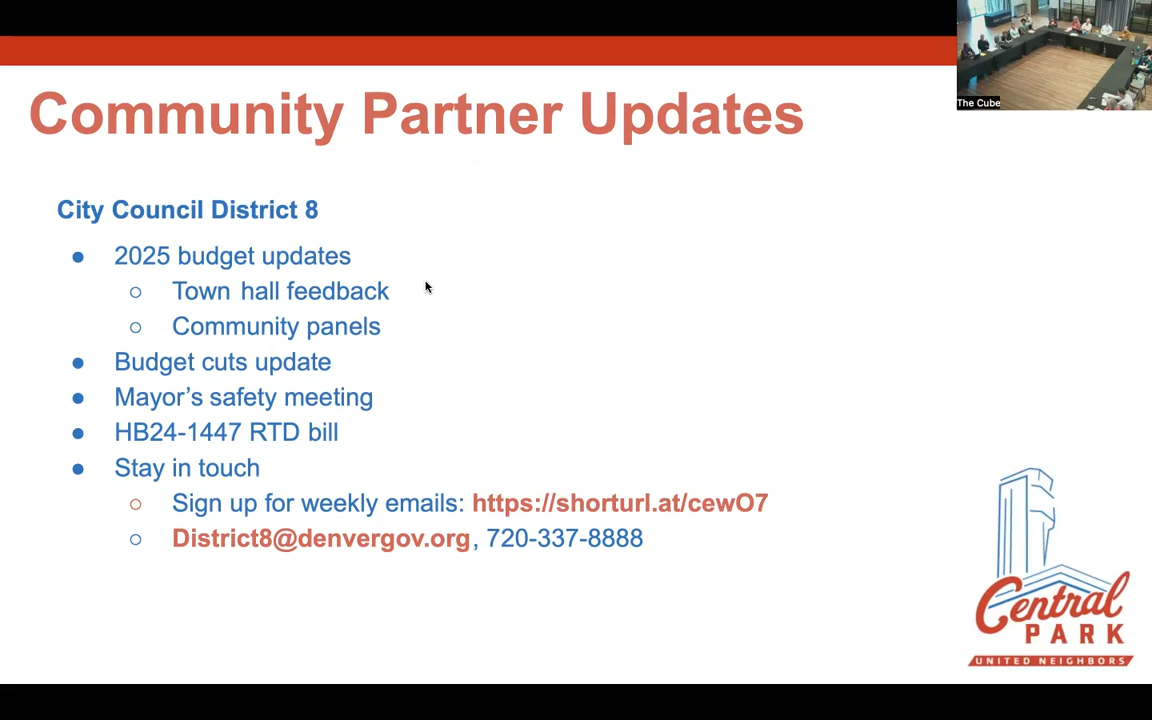 The Cube
Community Partner Updates
City Council District 8
● 2025 budget updates
○ Town hall feedback
○ Community panels
● Budget cuts update
● Mayor’s safety meeting
● HB24-1447 RTD bill
● Stay in touch
○ Sign up for weekly emails: https://shorturl.at/cewO7
○ District8@denvergov.org, 720-337-8888
Central
PARK
UNITED NEIGHBORS